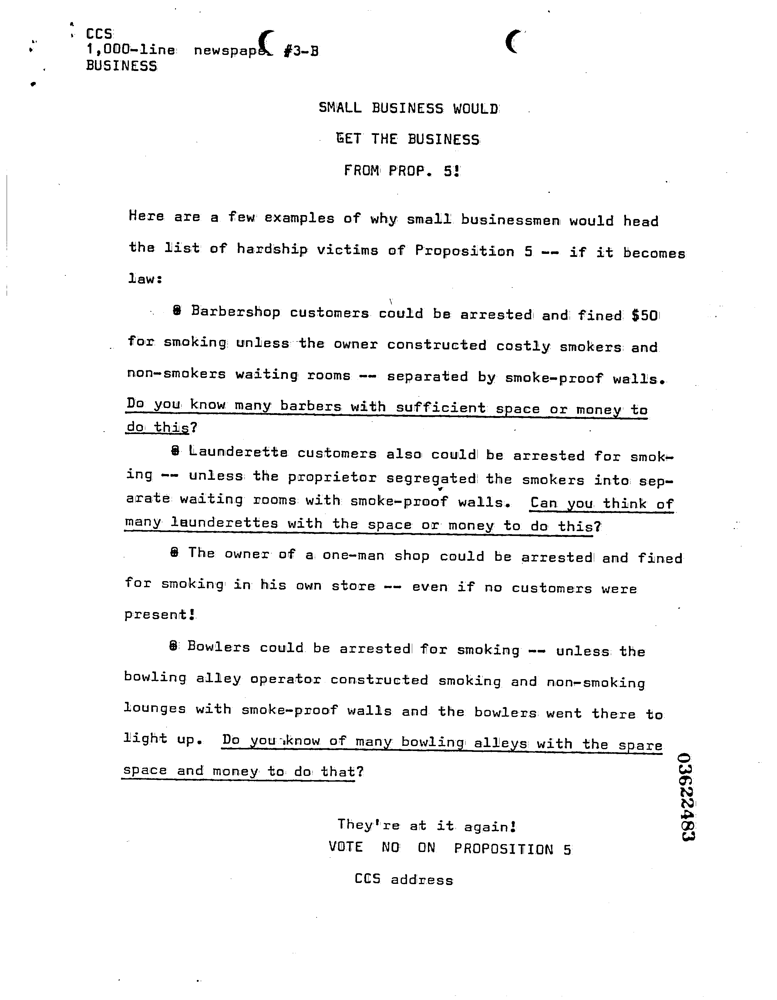 CCS
1,000-line newspaper #3-B
BUSINESS
SMALL BUSINESS WOULD
GET THE BUSINESS
FROM PROP. 5!
Here are a few examples of why small businessmen would head
the list of hardship victims of Proposition 5 -- if it becomes
law:
@ Barbershop customers could be arrested and fined $50
for smoking unless the owner constructed costly smokers and
non-smokers waiting rooms -- separated by smoke-proof walls.
Do you know many barbers with sufficient space or money to
do this?
@ Launderette customers also could be arrested for smok-
ing -- unless the proprietor segregated the smokers into sep-
arate waiting rooms with smoke-proof walls. Can you think of
many launderettes with the space or money to do this?
@ The owner of a one-man shop could be arrested and fined
for smoking in his own store -- even if no customers were
present!
@ Bowlers could be arrested for smoking -- unless the
bowling alley operator constructed smoking and non-smoking
lounges with smoke-proof walls and the bowlers went there to
light up. Do you know of many bowling alleys with the spare
space and money to do that?
03622483
They're at it again!
VOTE NO ON PROPOSITION 5
CCS address